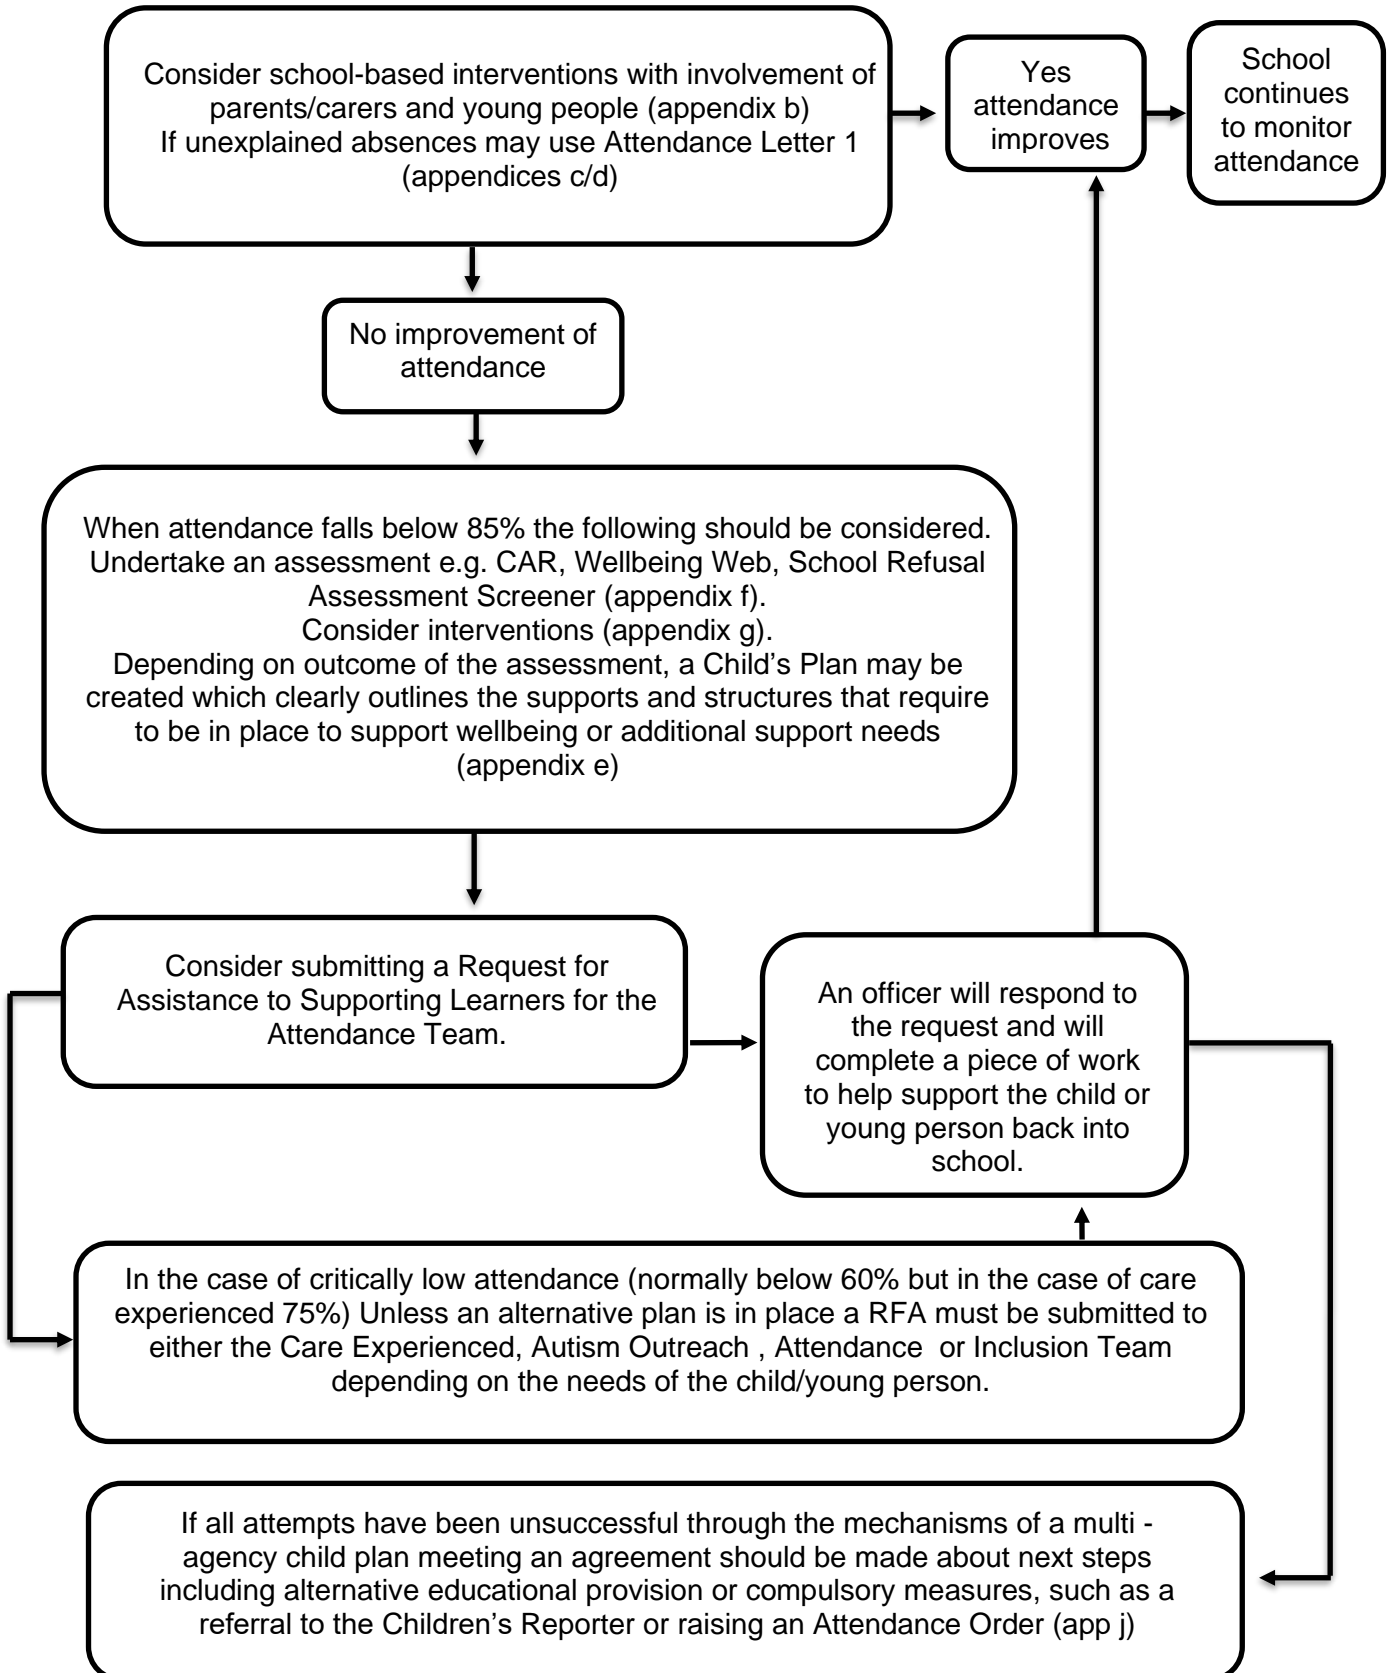 Consider school-based interventions with involvement of
parents/carers and young people (appendix b)
If unexplained absences may use Attendance Letter 1
(appendices c/d)
Yes
attendance
improves
School
continues
to monitor
attendance
No improvement of
attendance
When attendance falls below 85% the following should be considered.
Undertake an assessment e.g. CAR, Wellbeing Web, School Refusal
Assessment Screener (appendix f).
Consider interventions (appendix g).
Depending on outcome of the assessment, a Child’s Plan may be
created which clearly outlines the supports and structures that require
to be in place to support wellbeing or additional support needs
(appendix e)
Consider submitting a Request for
Assistance to Supporting Learners for the
Attendance Team.
An officer will respond to
the request and will
complete a piece of work
to help support the child or
young person back into
school.
In the case of critically low attendance (normally below 60% but in the case of care
experienced 75%) Unless an alternative plan is in place a RFA must be submitted to
either the Care Experienced, Autism Outreach , Attendance  or Inclusion Team
depending on the needs of the child/young person.
If all attempts have been unsuccessful through the mechanisms of a multi -
agency child plan meeting an agreement should be made about next steps
including alternative educational provision or compulsory measures, such as a
referral to the Children’s Reporter or raising an Attendance Order (app j)